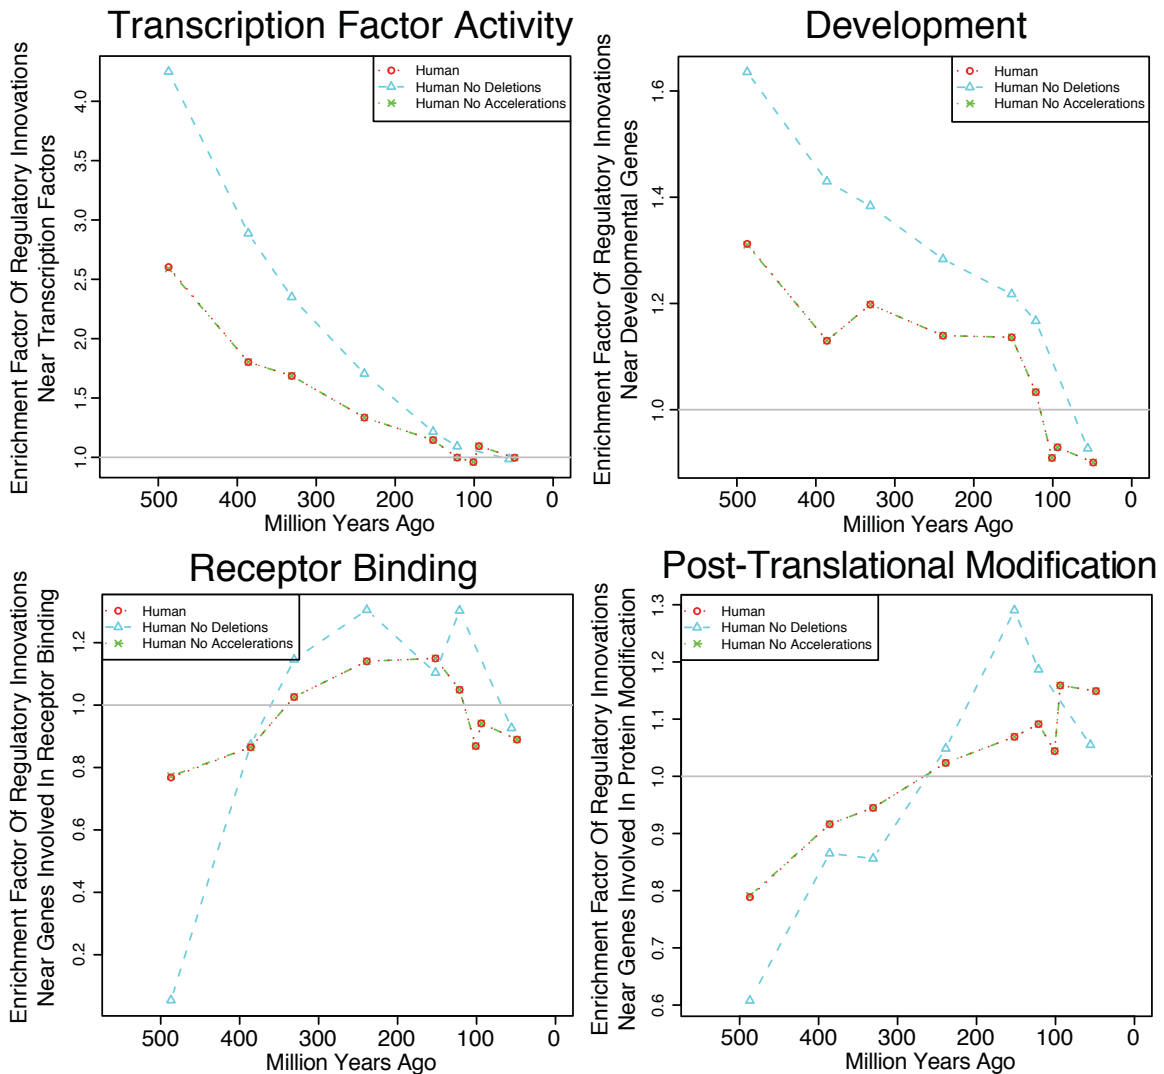 Transcription Factor Activity
Enrichment Factor Of Regulatory Innovations
Near Transcription Factors
Human
Human No Deletions
Human No Accelerations
4.0
3.5
3.0
2.5
2.0
1.5
1.0
500 400 300 200 100 0
Million Years Ago
Development
Enrichment Factor Of Regulatory Innovations
Near Developmental Genes
Human
Human No Deletions
Human No Accelerations
1.6
1.4
1.2
1.0
500 400 300 200 100 0
Million Years Ago
Receptor Binding
Enrichment Factor Of Regulatory Innovations
Near Genes Involved In Receptor Binding
Human
Human No Deletions
Human No Accelerations
1.2
1.0
0.8
0.6
0.4
0.2
500 400 300 200 100 0
Million Years Ago
Post-Translational Modification
Enrichment Factor Of Regulatory Innovations
Near Genes Involved In Protein Modification
Human
Human No Deletions
Human No Accelerations
1.3
1.2
1.1
1.0
0.9
0.8
0.7
0.6
500 400 300 200 100 0
Million Years Ago